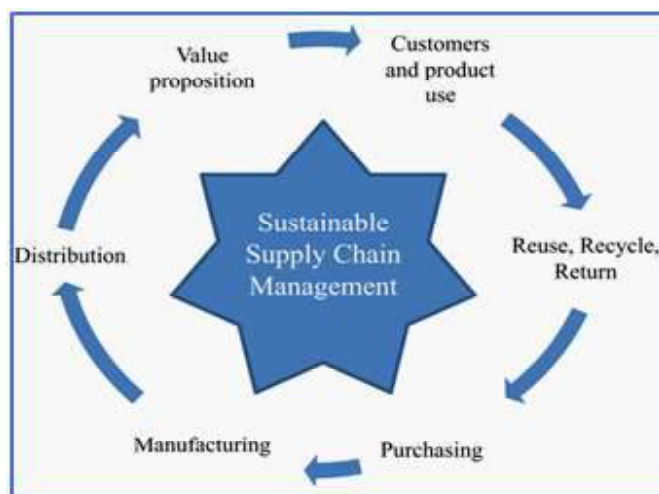 Value
proposition
Customers
and product
use
Sustainable
Supply Chain
Management
Distribution
Reuse, Recycle,
Return
Manufacturing
Purchasing